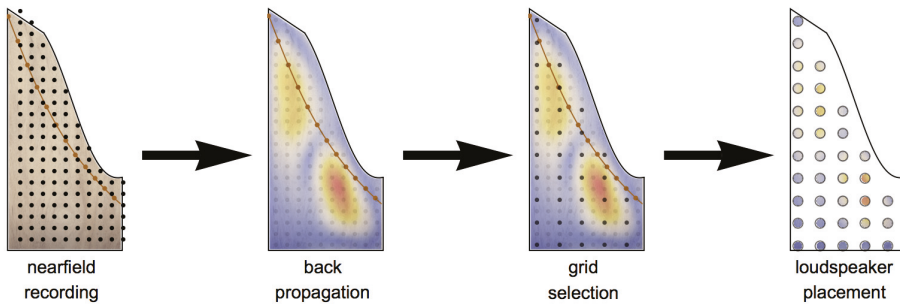 nearfield
recording
back
propagation
grid
selection
loudspeaker
placement